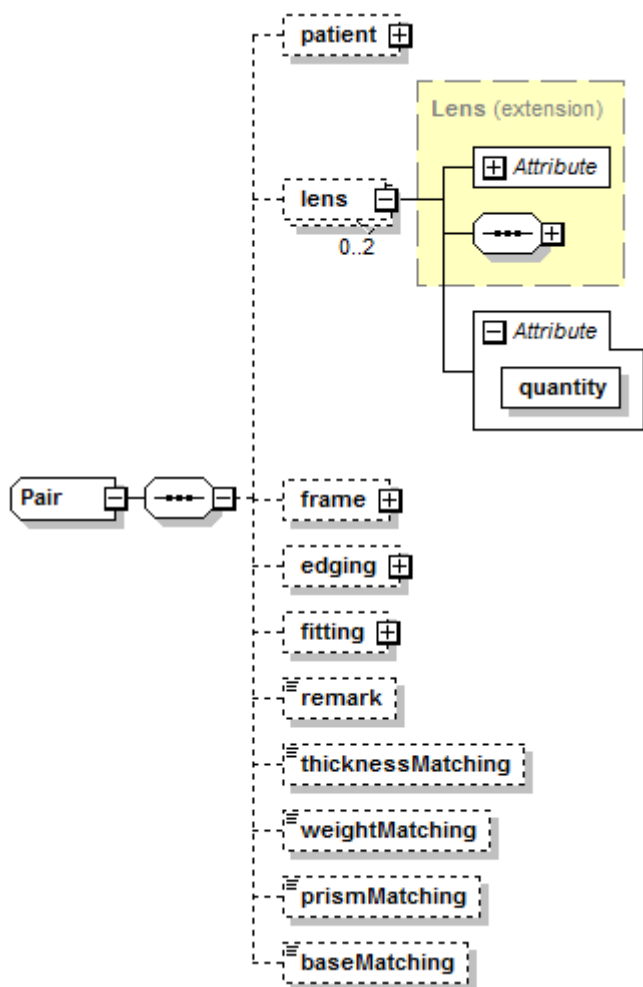 patient
Lens (extension)
Attribute
lens
0..2
Attribute
quantity
Pair
frame
edging
fitting
remark
thicknessMatching
weightMatching
prismMatching
baseMatching